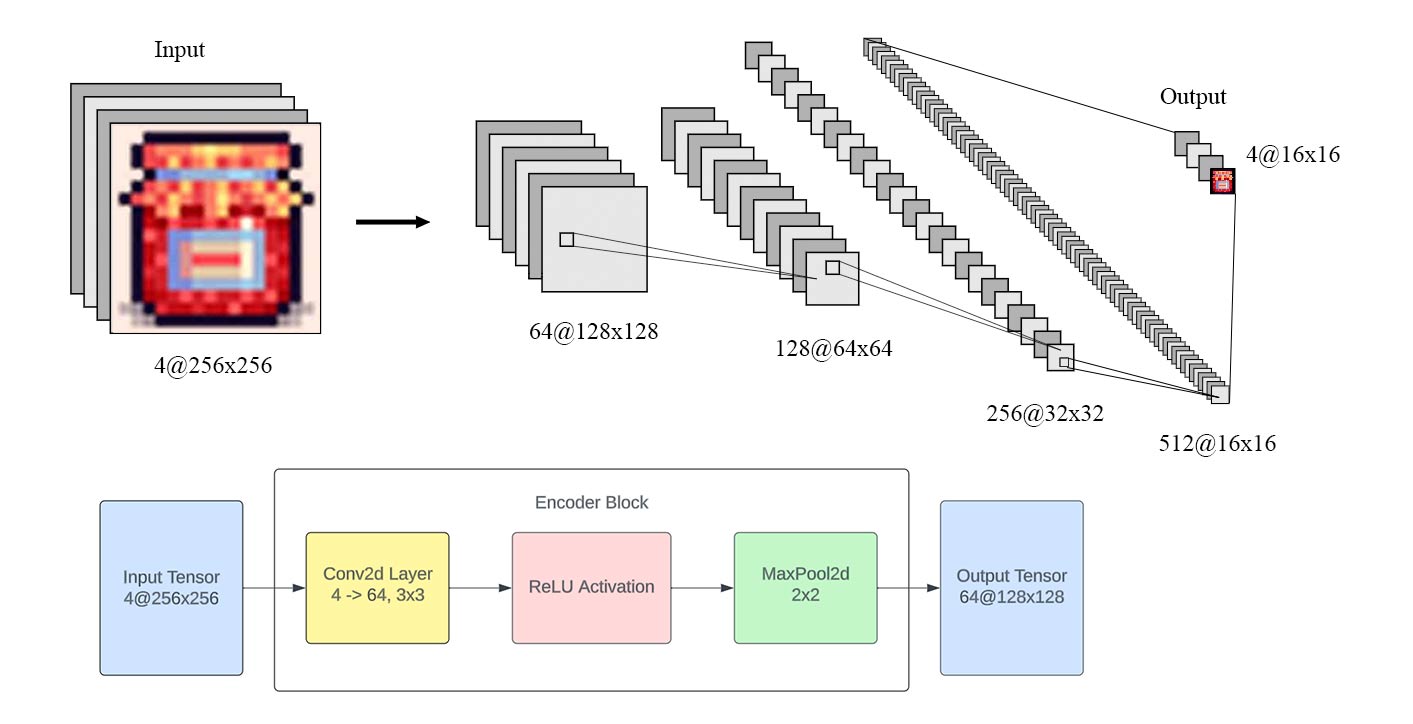 Input
Output
4@16x16
64@128x128
128@64x64
4@256x256
256@32x32
512@16x16
Encoder Block
Input Tensor
4@256x256
Conv2d Layer
4 -> 64, 3x3
ReLU Activation
MaxPool2d
2x2
Output Tensor
64@128x128